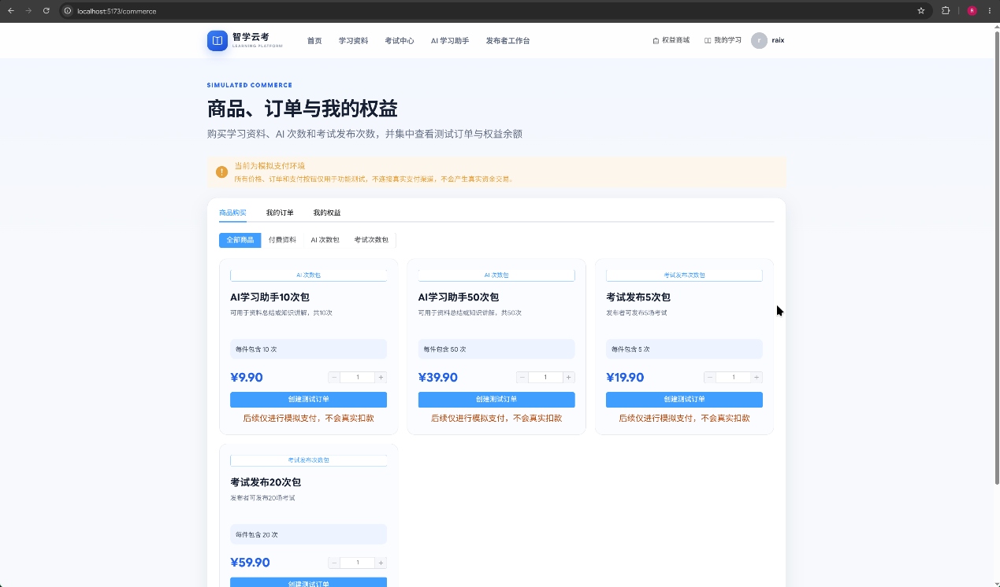 localhost:5173/commerce
R
智学云考
LEARNING PLATFORM
首页 学习资料 考试中心 AI 学习助手 发布者工作台
权益商城 我的学习 r raix
SIMULATED COMMERCE
商品、订单与我的权益
购买学习资料、AI 次数和考试发布次数，并集中查看测试订单与权益余额
当前为模拟支付环境
所有价格、订单和支付按钮仅用于功能测试，不连接真实支付渠道，不会产生真实资金交易。
商品购买 我的订单 我的权益
全部商品 付费资料 AI 次数包 考试次数包
AI 次数包
AI学习助手10次包
可用于资料总结或知识讲解，共10次
每件包含 10 次
¥9.90 − 1 +
创建测试订单
后续仅进行模拟支付，不会真实扣款
AI 次数包
AI学习助手50次包
可用于资料总结或知识讲解，共50次
每件包含 50 次
¥39.90 − 1 +
创建测试订单
后续仅进行模拟支付，不会真实扣款
考试发布次数包
考试发布5次包
发布者可发布5场考试
每件包含 5 次
¥19.90 − 1 +
创建测试订单
后续仅进行模拟支付，不会真实扣款
考试发布次数包
考试发布20次包
发布者可发布20场考试
每件包含 20 次
¥59.90 − 1 +
创建测试订单